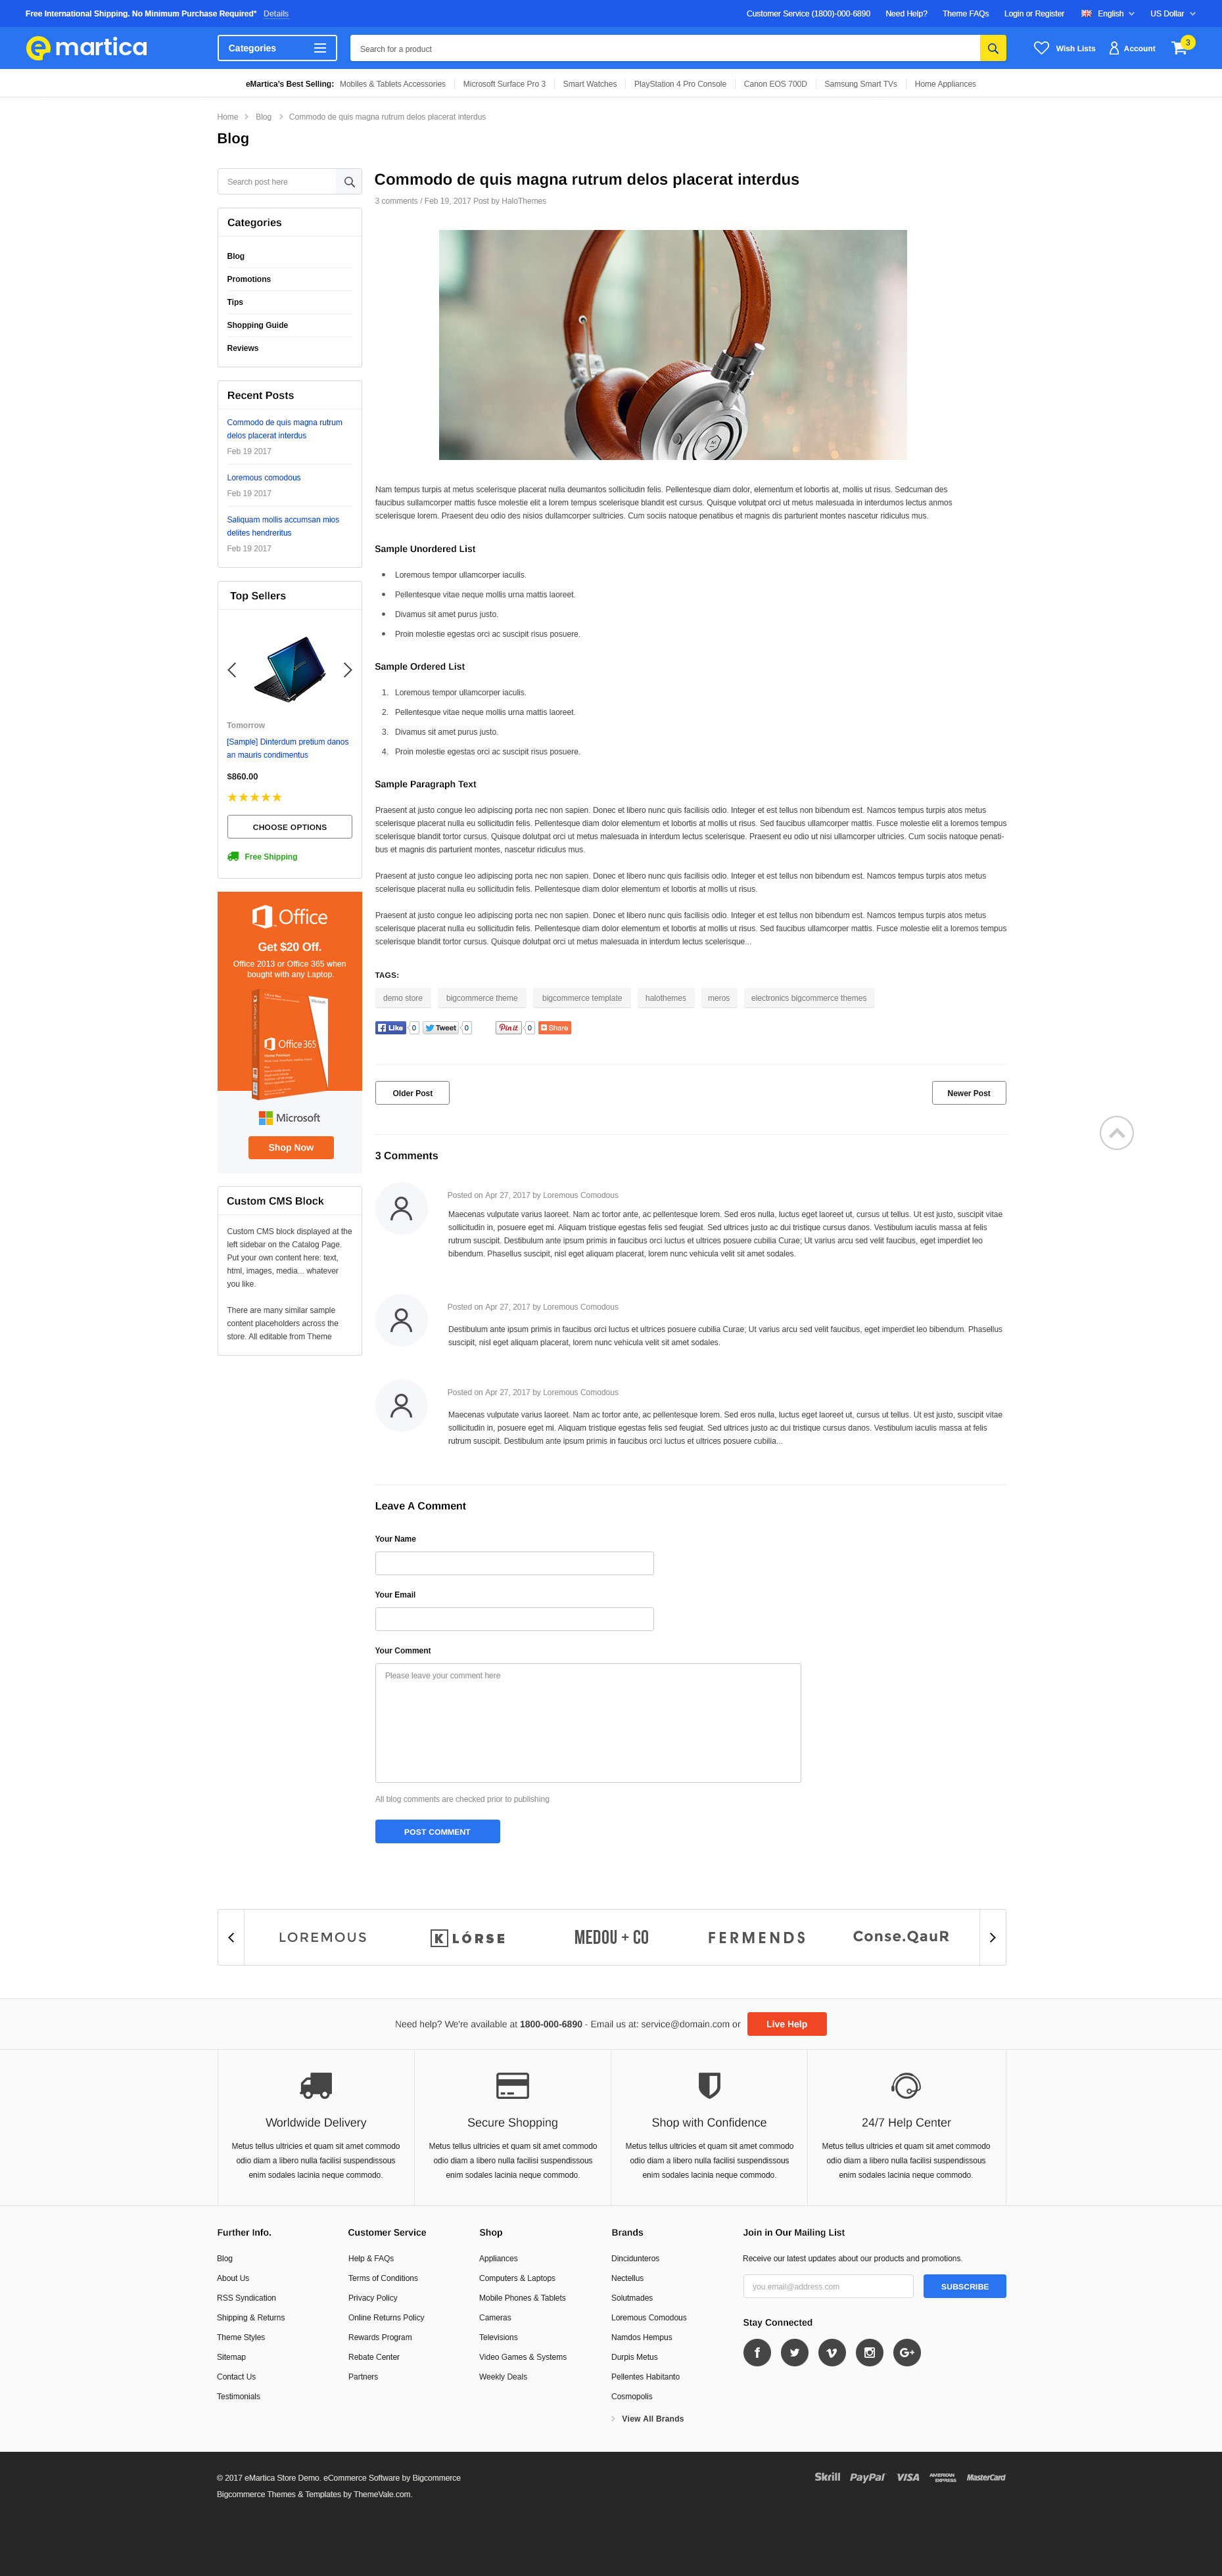 Free International Shipping. No Minimum Purchase Required* Details
Customer Service (1800)-000-6890 Need Help? Theme FAQs Login or Register English US Dollar
e martica
Categories
Search for a product
Wish Lists Account 3
eMartica's Best Selling: Mobiles & Tablets Accessories Microsoft Surface Pro 3 Smart Watches PlayStation 4 Pro Console Canon EOS 700D Samsung Smart TVs Home Appliances
Home > Blog > Commodo de quis magna rutrum delos placerat interdus
Blog
Search post here
Categories
Blog
Promotions
Tips
Shopping Guide
Reviews
Recent Posts
Commodo de quis magna rutrum
delos placerat interdus
Feb 19 2017
Loremous comodous
Feb 19 2017
Saliquam mollis accumsan mios
delites hendreritus
Feb 19 2017
Top Sellers
Tomorrow
[Sample] Dinterdum pretium danos
an mauris condimentus
$860.00
CHOOSE OPTIONS
Free Shipping
Office
Get $20 Off.
Office 2013 or Office 365 when
bought with any Laptop.
Microsoft
Office 365
Microsoft
Shop Now
Custom CMS Block
Custom CMS block displayed at the
left sidebar on the Catalog Page.
Put your own content here: text,
html, images, media... whatever
you like.
There are many similar sample
content placeholders across the
store. All editable from Theme
Commodo de quis magna rutrum delos placerat interdus
3 comments / Feb 19, 2017 Post by HaloThemes
Nam tempus turpis at metus scelerisque placerat nulla deumantos sollicitudin felis. Pellentesque diam dolor, elementum et lobortis at, mollis ut risus. Sedcuman des
faucibus sullamcorper mattis fusce molestie elit a lorem tempus scelerisque blandit est cursus. Quisque volutpat orci ut metus malesuada in interdumos lectus annos
scelerisque lorem. Praesent deu odio des nisios dullamcorper sultricies. Cum sociis natoque penatibus et magnis dis parturient montes nascetur ridiculus mus.
Sample Unordered List
Loremous tempor ullamcorper iaculis.
Pellentesque vitae neque mollis urna mattis laoreet.
Divamus sit amet purus justo.
Proin molestie egestas orci ac suscipit risus posuere.
Sample Ordered List
1. Loremous tempor ullamcorper iaculis.
2. Pellentesque vitae neque mollis urna mattis laoreet.
3. Divamus sit amet purus justo.
4. Proin molestie egestas orci ac suscipit risus posuere.
Sample Paragraph Text
Praesent at justo congue leo adipiscing porta nec non sapien. Donec et libero nunc quis facilisis odio. Integer et est tellus non bibendum est. Namcos tempus turpis atos metus
scelerisque placerat nulla eu sollicitudin felis. Pellentesque diam dolor elementum et lobortis at mollis ut risus. Sed faucibus ullamcorper mattis. Fusce molestie elit a loremos tempus
scelerisque blandit tortor cursus. Quisque dolutpat orci ut metus malesuada in interdum lectus scelerisque. Praesent eu odio ut nisi ullamcorper ultricies. Cum sociis natoque penati-
bus et magnis dis parturient montes, nascetur ridiculus mus.
Praesent at justo congue leo adipiscing porta nec non sapien. Donec et libero nunc quis facilisis odio. Integer et est tellus non bibendum est. Namcos tempus turpis atos metus
scelerisque placerat nulla eu sollicitudin felis. Pellentesque diam dolor elementum et lobortis at mollis ut risus.
Praesent at justo congue leo adipiscing porta nec non sapien. Donec et libero nunc quis facilisis odio. Integer et est tellus non bibendum est. Namcos tempus turpis atos metus
scelerisque placerat nulla eu sollicitudin felis. Pellentesque diam dolor elementum et lobortis at mollis ut risus. Sed faucibus ullamcorper mattis. Fusce molestie elit a loremos tempus
scelerisque blandit tortor cursus. Quisque dolutpat orci ut metus malesuada in interdum lectus scelerisque...
TAGS:
demo store bigcommerce theme bigcommerce template halothemes meros electronics bigcommerce themes
Like 0 Tweet 0 Pinit 0 Share
Older Post Newer Post
3 Comments
Posted on Apr 27, 2017 by Loremous Comodous
Maecenas vulputate varius laoreet. Nam ac tortor ante, ac pellentesque lorem. Sed eros nulla, luctus eget laoreet ut, cursus ut tellus. Ut est justo, suscipit vitae
sollicitudin in, posuere eget mi. Aliquam tristique egestas felis sed feugiat. Sed ultrices justo ac dui tristique cursus danos. Vestibulum iaculis massa at felis
rutrum suscipit. Destibulum ante ipsum primis in faucibus orci luctus et ultrices posuere cubilia Curae; Ut varius arcu sed velit faucibus, eget imperdiet leo
bibendum. Phasellus suscipit, nisl eget aliquam placerat, lorem nunc vehicula velit sit amet sodales.
Posted on Apr 27, 2017 by Loremous Comodous
Destibulum ante ipsum primis in faucibus orci luctus et ultrices posuere cubilia Curae; Ut varius arcu sed velit faucibus, eget imperdiet leo bibendum. Phasellus
suscipit, nisl eget aliquam placerat, lorem nunc vehicula velit sit amet sodales.
Posted on Apr 27, 2017 by Loremous Comodous
Maecenas vulputate varius laoreet. Nam ac tortor ante, ac pellentesque lorem. Sed eros nulla, luctus eget laoreet ut, cursus ut tellus. Ut est justo, suscipit vitae
sollicitudin in, posuere eget mi. Aliquam tristique egestas felis sed feugiat. Sed ultrices justo ac dui tristique cursus danos. Vestibulum iaculis massa at felis
rutrum suscipit. Destibulum ante ipsum primis in faucibus orci luctus et ultrices posuere cubilia...
Leave A Comment
Your Name
Your Email
Your Comment
Please leave your comment here
All blog comments are checked prior to publishing
POST COMMENT
LOREMOUS KLÓRSE MEDOU + CO FERMENDS Conse.QauR
Need help? We're available at 1800-000-6890 - Email us at: service@domain.com or Live Help
Worldwide Delivery
Metus tellus ultricies et quam sit amet commodo
odio diam a libero nulla facilisi suspendissous
enim sodales lacinia neque commodo.
Secure Shopping
Metus tellus ultricies et quam sit amet commodo
odio diam a libero nulla facilisi suspendissous
enim sodales lacinia neque commodo.
Shop with Confidence
Metus tellus ultricies et quam sit amet commodo
odio diam a libero nulla facilisi suspendissous
enim sodales lacinia neque commodo.
24/7 Help Center
Metus tellus ultricies et quam sit amet commodo
odio diam a libero nulla facilisi suspendissous
enim sodales lacinia neque commodo.
Further Info.
Blog
About Us
RSS Syndication
Shipping & Returns
Theme Styles
Sitemap
Contact Us
Testimonials
Customer Service
Help & FAQs
Terms of Conditions
Privacy Policy
Online Returns Policy
Rewards Program
Rebate Center
Partners
Shop
Appliances
Computers & Laptops
Mobile Phones & Tablets
Cameras
Televisions
Video Games & Systems
Weekly Deals
Brands
Dincidunteros
Nectellus
Solutmades
Loremous Comodous
Namdos Hempus
Durpis Metus
Pellentes Habitanto
Cosmopolis
View All Brands
Join in Our Mailing List
Receive our latest updates about our products and promotions.
you.email@address.com
SUBSCRIBE
Stay Connected
© 2017 eMartica Store Demo. eCommerce Software by Bigcommerce
Bigcommerce Themes & Templates by ThemeVale.com.
Skrill PayPal VISA AMERICAN EXPRESS MasterCard